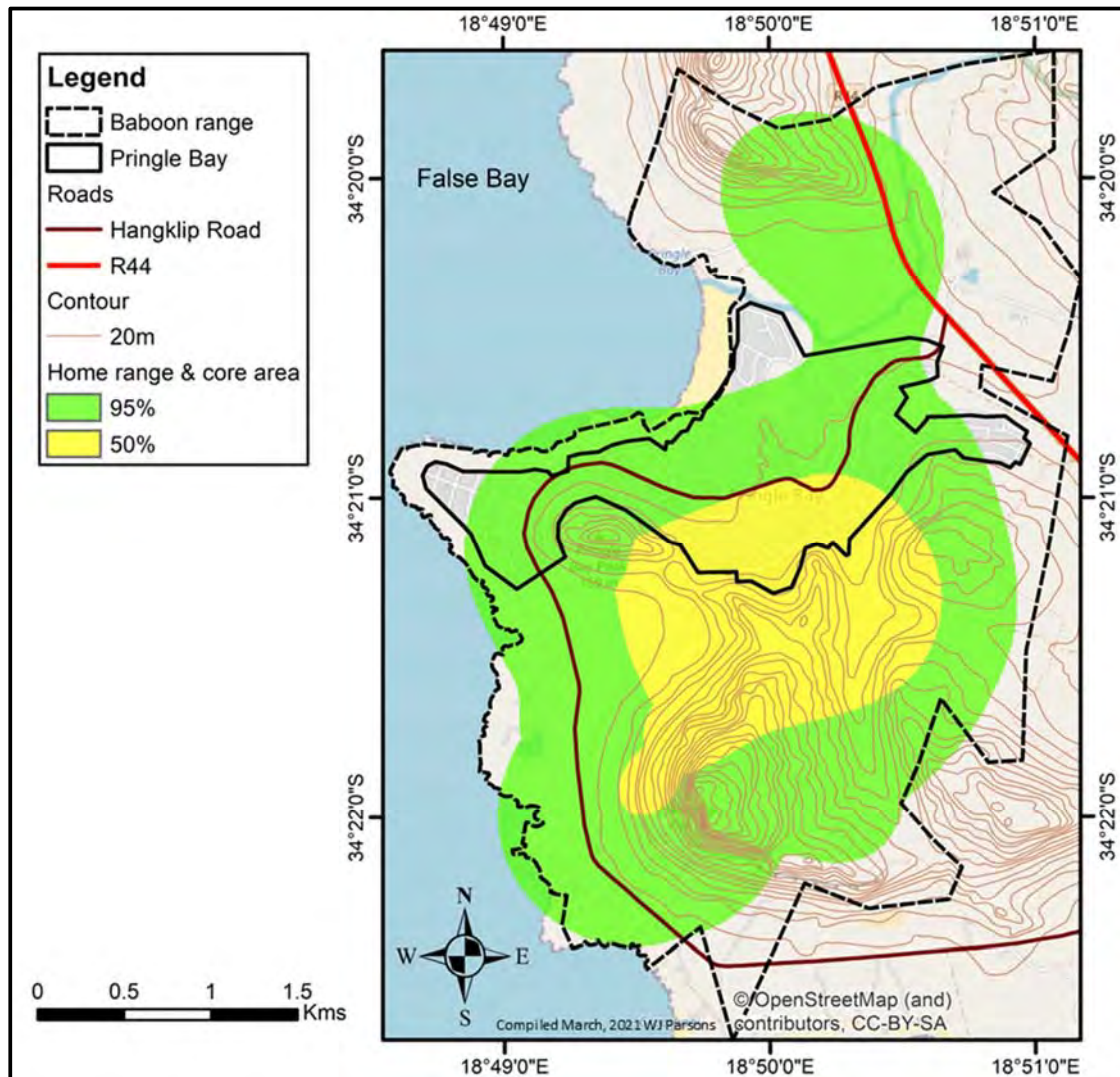 18°49'0"E 18°50'0"E 18°51'0"E
Legend
Baboon range
Pringle Bay
Roads
Hangklip Road
R44
Contour
20m
Home range & core area
95%
50%
False Bay
34°20'0"S 34°20'0"S
34°21'0"S 34°21'0"S
Pringle Bay
34°22'0"S 34°22'0"S
N
W E
S
0 0.5 1 1.5
Kms
© OpenStreetMap (and)
contributors, CC-BY-SA
Compiled March, 2021 WJ Parsons
18°49'0"E 18°50'0"E 18°51'0"E